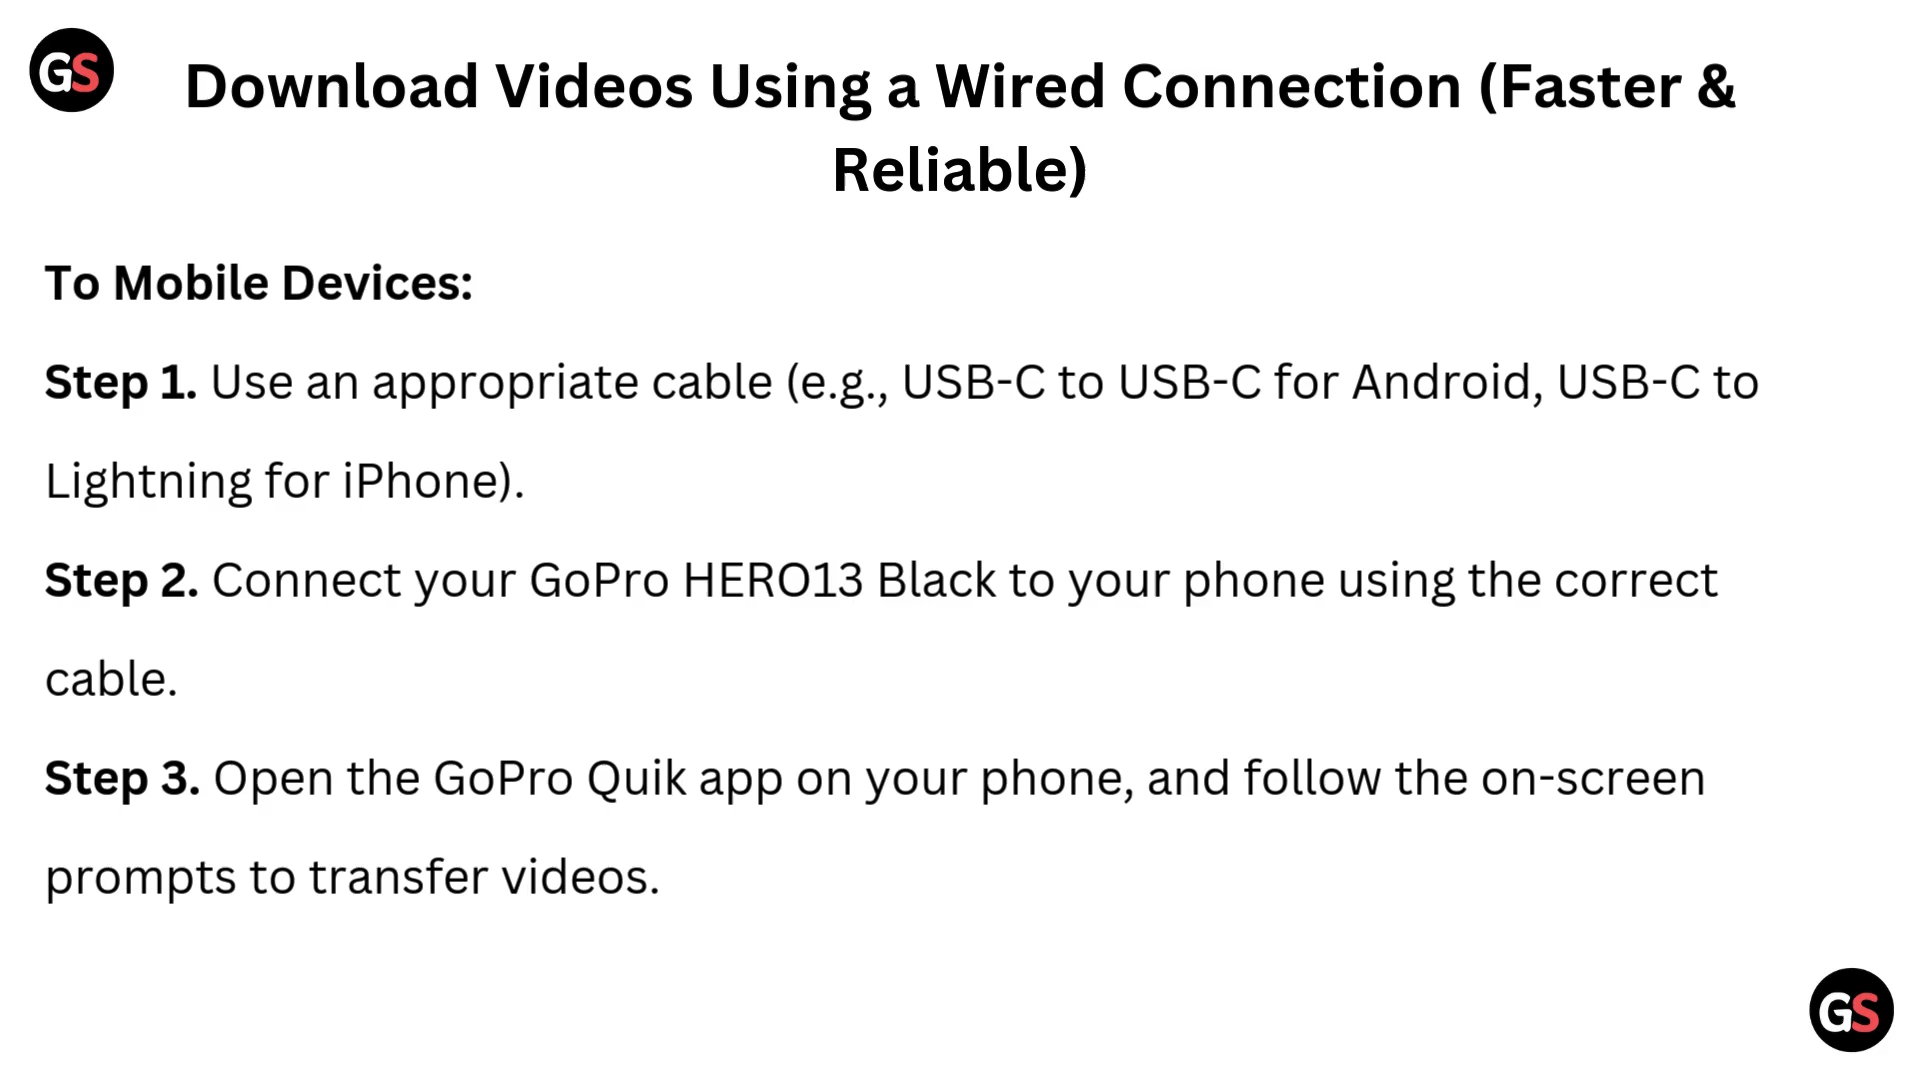 GS
Download Videos Using a Wired Connection (Faster &
Reliable)
To Mobile Devices:
Step 1. Use an appropriate cable (e.g., USB-C to USB-C for Android, USB-C to
Lightning for iPhone).
Step 2. Connect your GoPro HERO13 Black to your phone using the correct
cable.
Step 3. Open the GoPro Quik app on your phone, and follow the on-screen
prompts to transfer videos.
GS